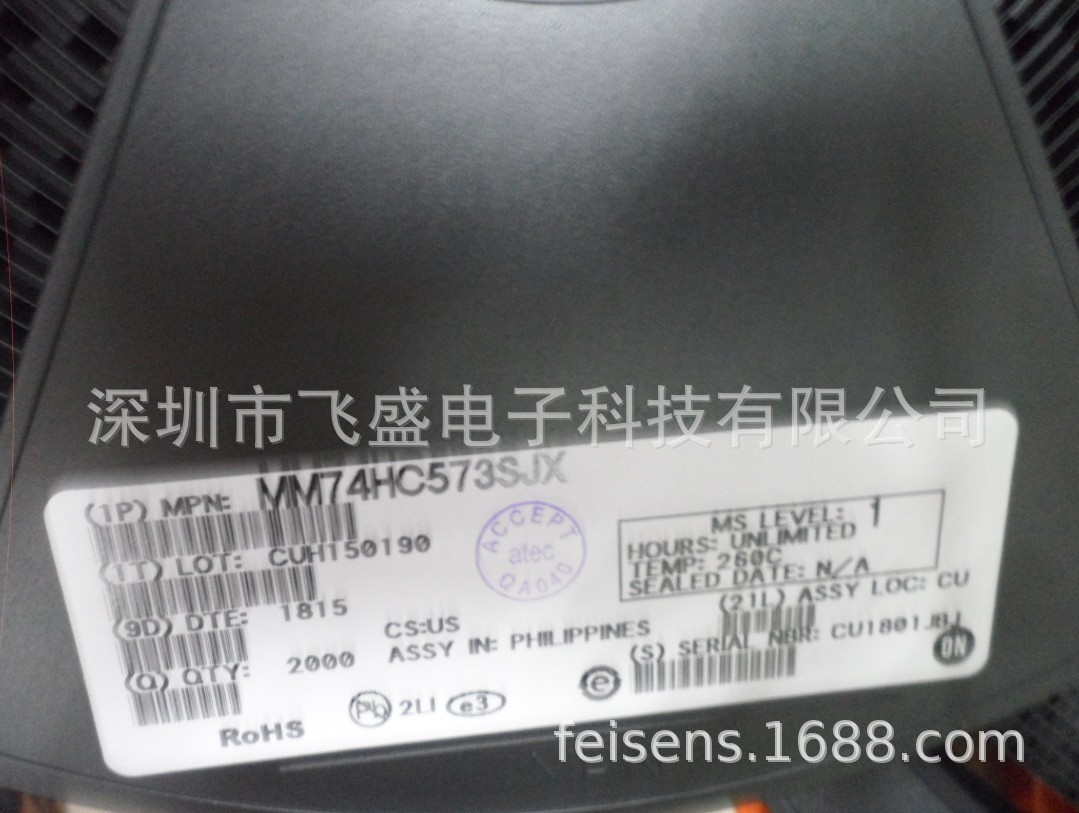 深圳市飞盛电子科技有限公司
(1P) MPN: MM74HC573SJX
(1T) LOT: CUH150190
(9D) DTE: 1815
(Q) QTY: 2000
CS:US
ASSY IN: PHILIPPINES
ACCEPT
atec
QA040
MS LEVEL: 1
HOURS: UNLIMITED
TEMP: 260C
SEALED DATE: N/A
(21L) ASSY LOC: CU
(S) SERIAL NBR: CU1801JBJ
ON
RoHS
Pb 2LI e3
e
feisens.1688.com